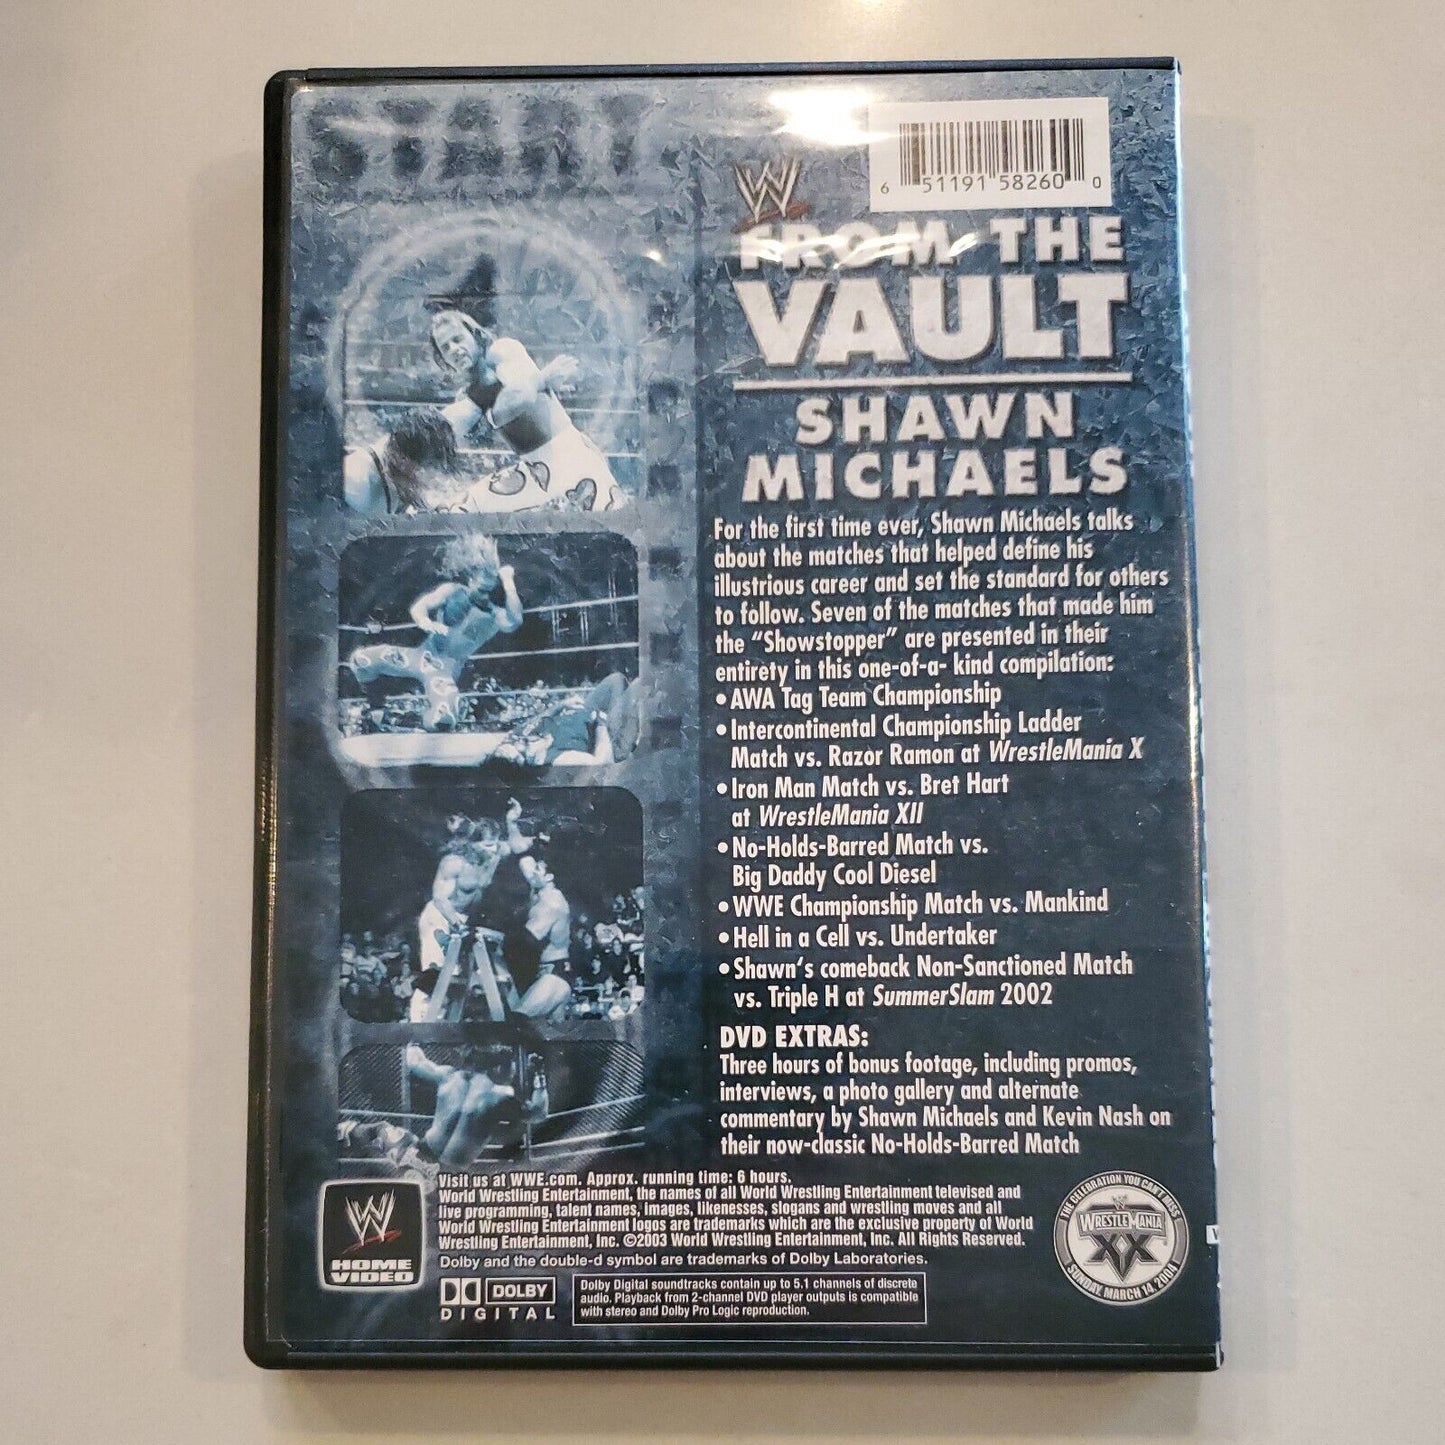 START
6 51191 58260 0
W
FROM THE
VAULT
SHAWN
MICHAELS
For the first time ever, Shawn Michaels talks
about the matches that helped define his
illustrious career and set the standard for others
to follow. Seven of the matches that made him
the "Showstopper" are presented in their
entirety in this one-of-a- kind compilation:
• AWA Tag Team Championship
• Intercontinental Championship Ladder
Match vs. Razor Ramon at WrestleMania X
• Iron Man Match vs. Bret Hart
at WrestleMania XII
• No-Holds-Barred Match vs.
Big Daddy Cool Diesel
• WWE Championship Match vs. Mankind
• Hell in a Cell vs. Undertaker
• Shawn's comeback Non-Sanctioned Match
vs. Triple H at SummerSlam 2002
DVD EXTRAS:
Three hours of bonus footage, including promos,
interviews, a photo gallery and alternate
commentary by Shawn Michaels and Kevin Nash on
their now-classic No-Holds-Barred Match
Visit us at WWE.com. Approx. running time: 6 hours.
World Wrestling Entertainment, the names of all World Wrestling Entertainment televised and
live programming, talent names, images, likenesses, slogans and wrestling moves and all
World Wrestling Entertainment logos are trademarks which are the exclusive property of World
Wrestling Entertainment, Inc. ©2003 World Wrestling Entertainment, Inc. All Rights Reserved.
Dolby and the double-d symbol are trademarks of Dolby Laboratories.
W
HOME
VIDEO
DOLBY
DIGITAL
Dolby Digital soundtracks contain up to 5.1 channels of discrete
audio. Playback from 2-channel DVD player outputs is compatible
with stereo and Dolby Pro Logic reproduction.
THE CELEBRATION YOU CAN'T MISS
WRESTLEMANIA
XX
SUNDAY, MARCH 14, 2004